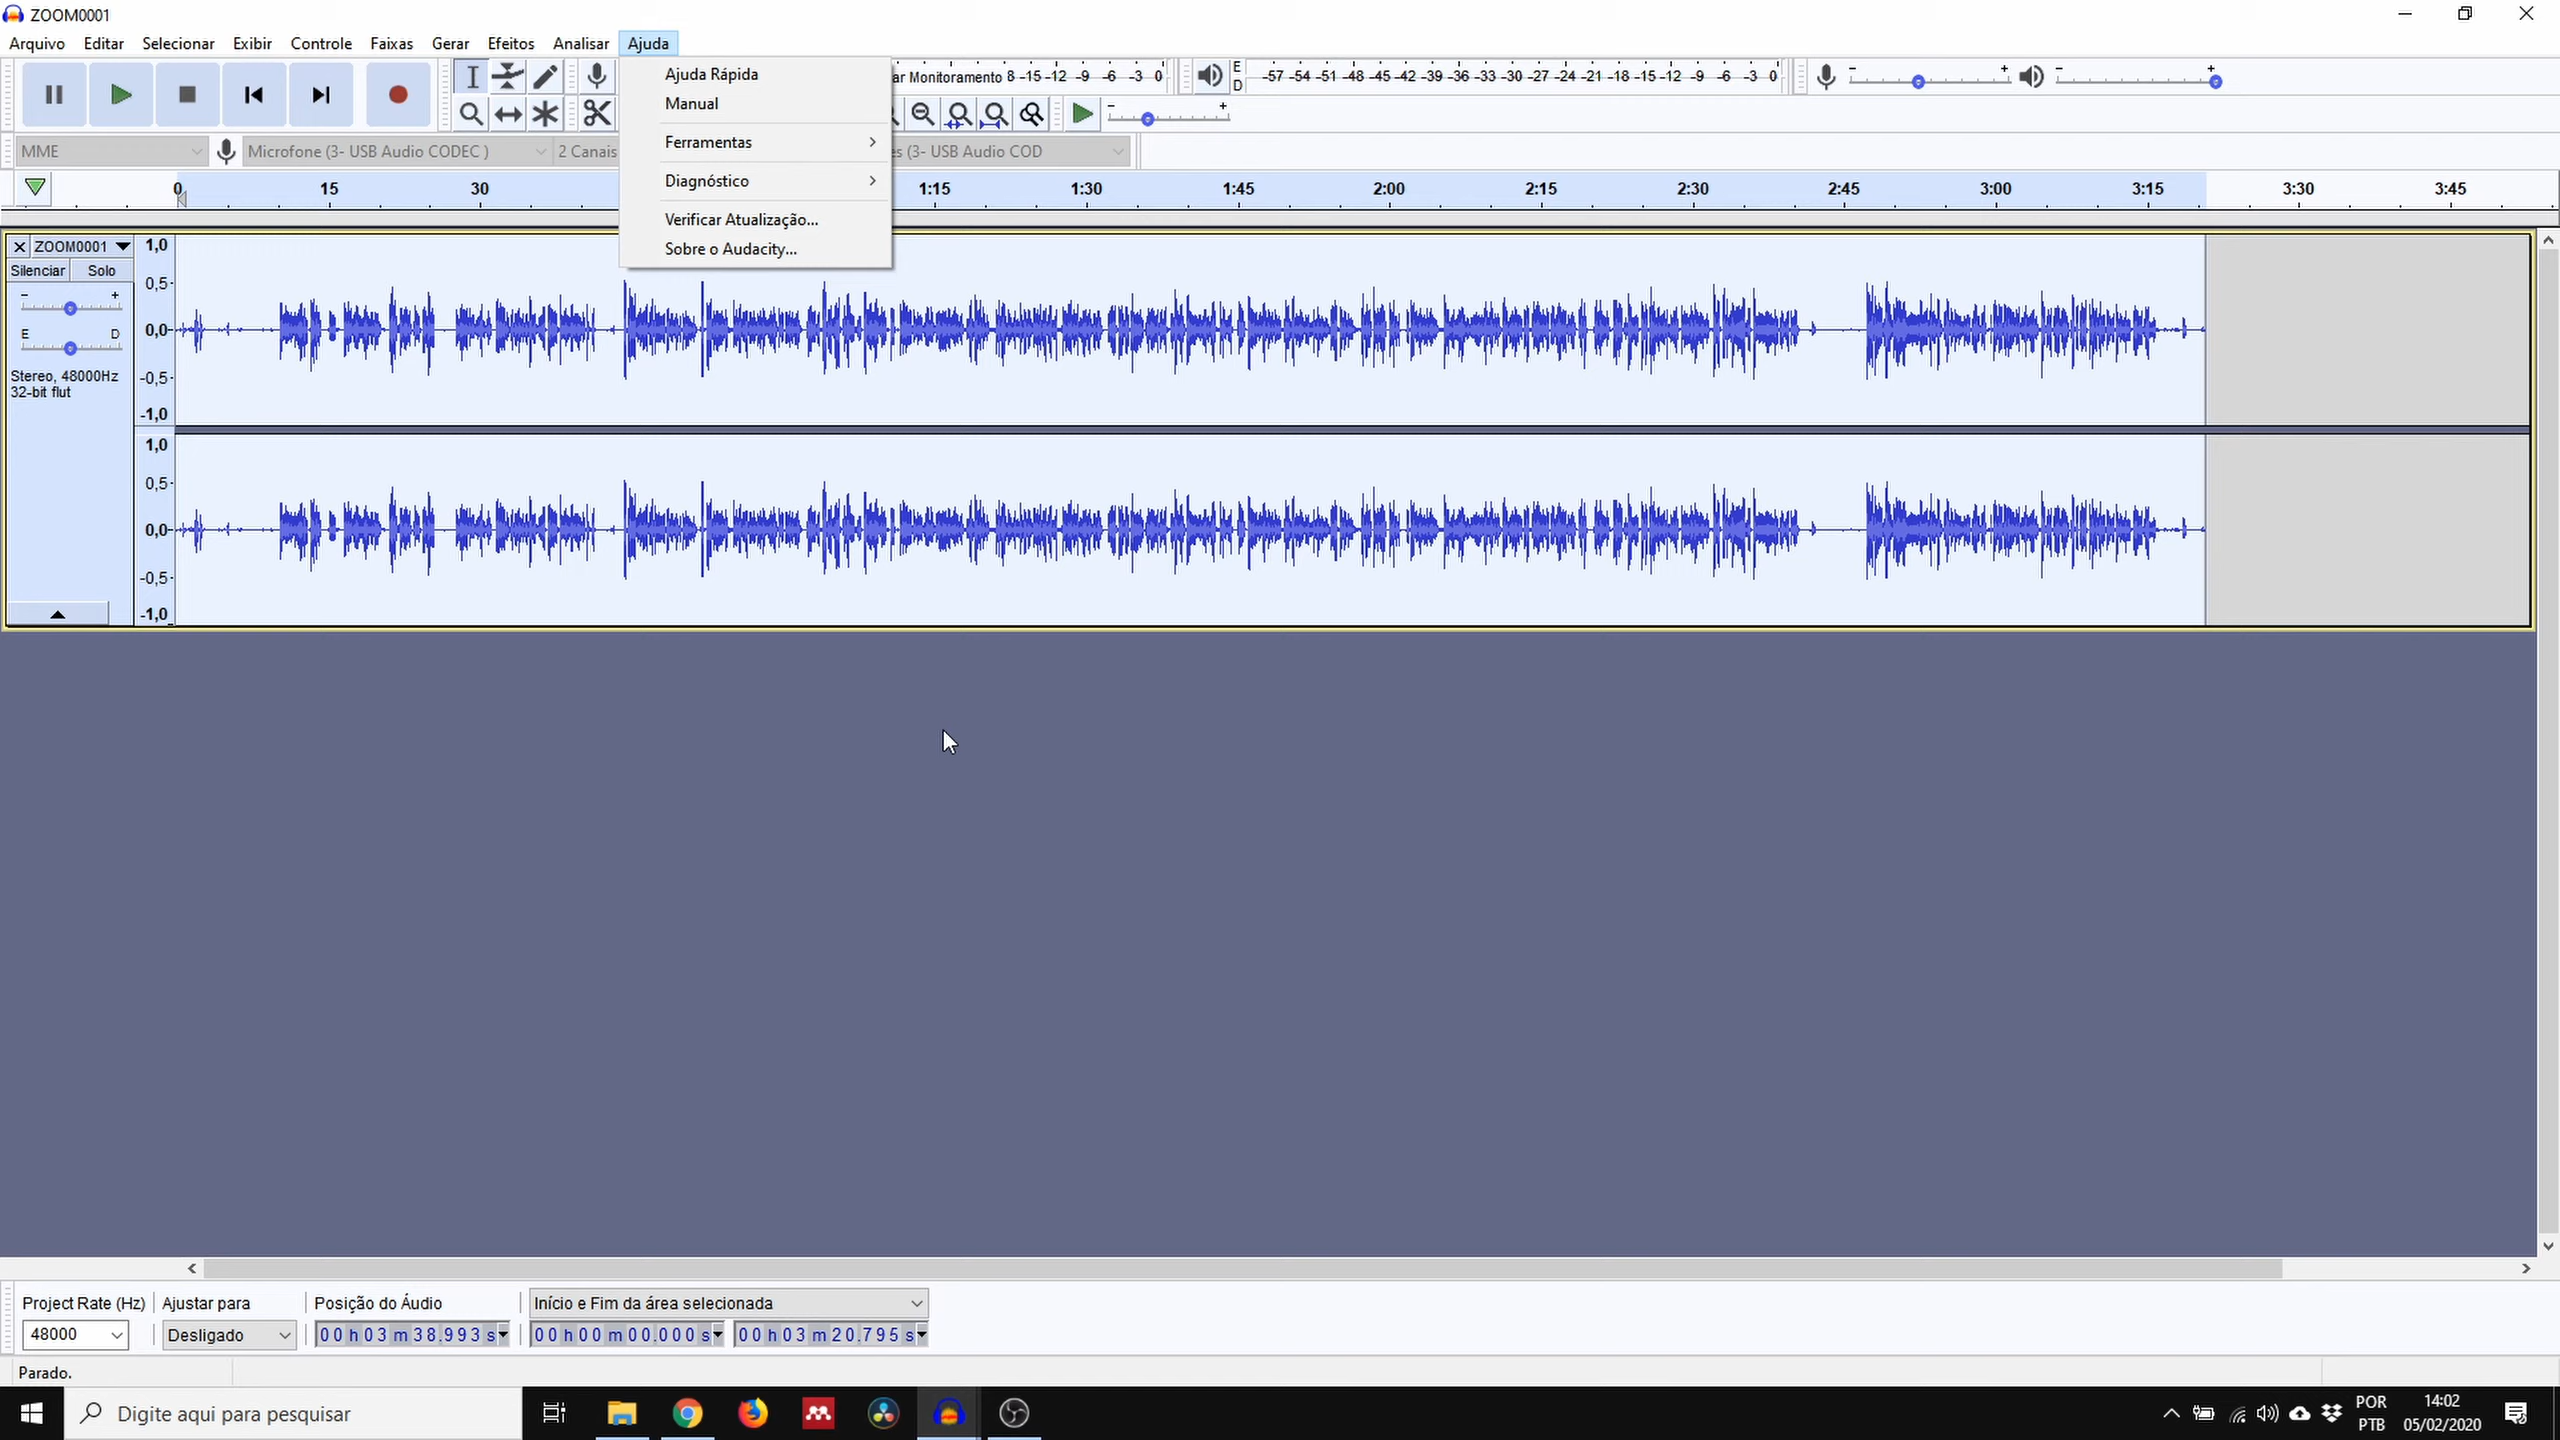 ZOOM0001
Arquivo Editar Selecionar Exibir Controle Faixas Gerar Efeitos Analisar Ajuda
Ajuda Rápida
Manual
Ferramentas
Diagnóstico
Verificar Atualização...
Sobre o Audacity...
ar Monitoramento 8 -15 -12 -9 -6 -3 0
E
D
-57 -54 -51 -48 -45 -42 -39 -36 -33 -30 -27 -24 -21 -18 -15 -12 -9 -6 -3 0
MME
Microfone (3- USB Audio CODEC )
2 Canais
es (3- USB Audio COD
0 15 30 1:15 1:30 1:45 2:00 2:15 2:30 2:45 3:00 3:15 3:30 3:45
ZOOM0001
Silenciar Solo
- +
E D
Stereo, 48000Hz
32-bit flut
1,0
0,5
0,0
-0,5
-1,0
1,0
0,5
0,0
-0,5
-1,0
Project Rate (Hz) Ajustar para Posição do Áudio Início e Fim da área selecionada
48000 Desligado 00 h 03 m 38.993 s 00 h 00 m 00.000 s 00 h 03 m 20.795 s
Parado.
Digite aqui para pesquisar
POR
PTB
14:02
05/02/2020